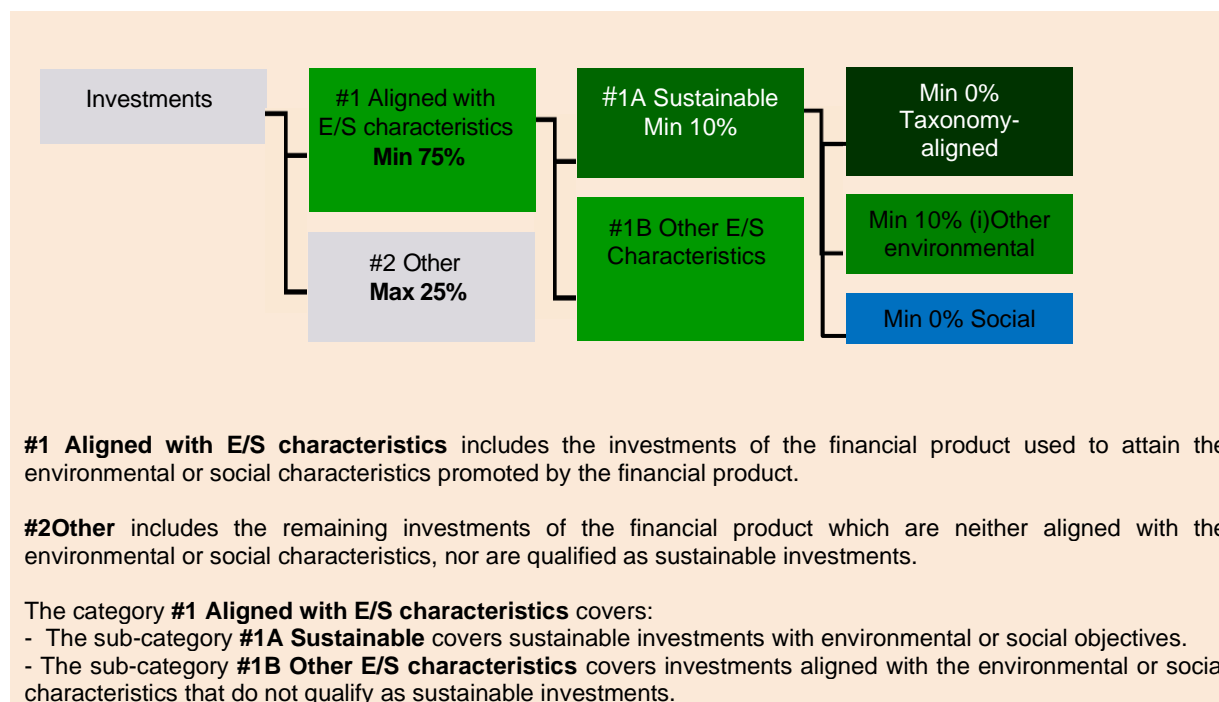 Investments
#1 Aligned with
E/S characteristics
Min 75%
#2 Other
Max 25%
#1A Sustainable
Min 10%
#1B Other E/S
Characteristics
Min 0%
Taxonomy-
aligned
Min 10% (i)Other
environmental
Min 0% Social
#1 Aligned with E/S characteristics includes the investments of the financial product used to attain the
environmental or social characteristics promoted by the financial product.
#2Other includes the remaining investments of the financial product which are neither aligned with the
environmental or social characteristics, nor are qualified as sustainable investments.
The category #1 Aligned with E/S characteristics covers:
- The sub-category #1A Sustainable covers sustainable investments with environmental or social objectives.
- The sub-category #1B Other E/S characteristics covers investments aligned with the environmental or social
characteristics that do not qualify as sustainable investments.